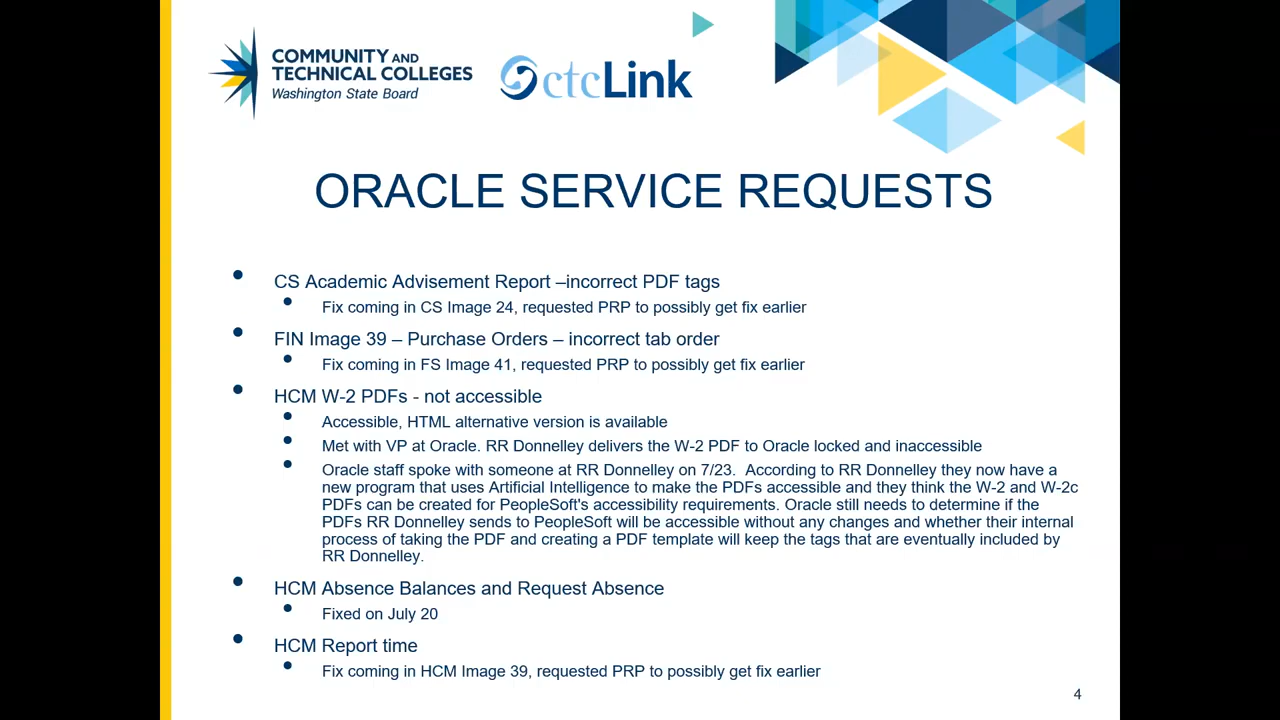 COMMUNITY AND
TECHNICAL COLLEGES
Washington State Board
ctcLink
ORACLE SERVICE REQUESTS
• CS Academic Advisement Report –incorrect PDF tags
• Fix coming in CS Image 24, requested PRP to possibly get fix earlier
• FIN Image 39 – Purchase Orders – incorrect tab order
• Fix coming in FS Image 41, requested PRP to possibly get fix earlier
• HCM W-2 PDFs - not accessible
• Accessible, HTML alternative version is available
• Met with VP at Oracle. RR Donnelley delivers the W-2 PDF to Oracle locked and inaccessible
• Oracle staff spoke with someone at RR Donnelley on 7/23. According to RR Donnelley they now have a
new program that uses Artificial Intelligence to make the PDFs accessible and they think the W-2 and W-2c
PDFs can be created for PeopleSoft's accessibility requirements. Oracle still needs to determine if the
PDFs RR Donnelley sends to PeopleSoft will be accessible without any changes and whether their internal
process of taking the PDF and creating a PDF template will keep the tags that are eventually included by
RR Donnelley.
• HCM Absence Balances and Request Absence
• Fixed on July 20
• HCM Report time
• Fix coming in HCM Image 39, requested PRP to possibly get fix earlier
4